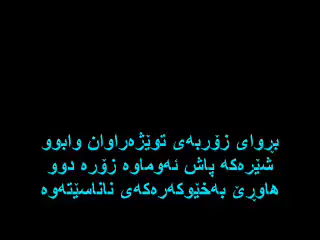 بڕوای زۆربەی توێژەراوان وابوو
شێرەکە پاش ئەوماوە زۆرە دوو
هاوڕێ بەخێوکەرەکەی ناناسێتەوە